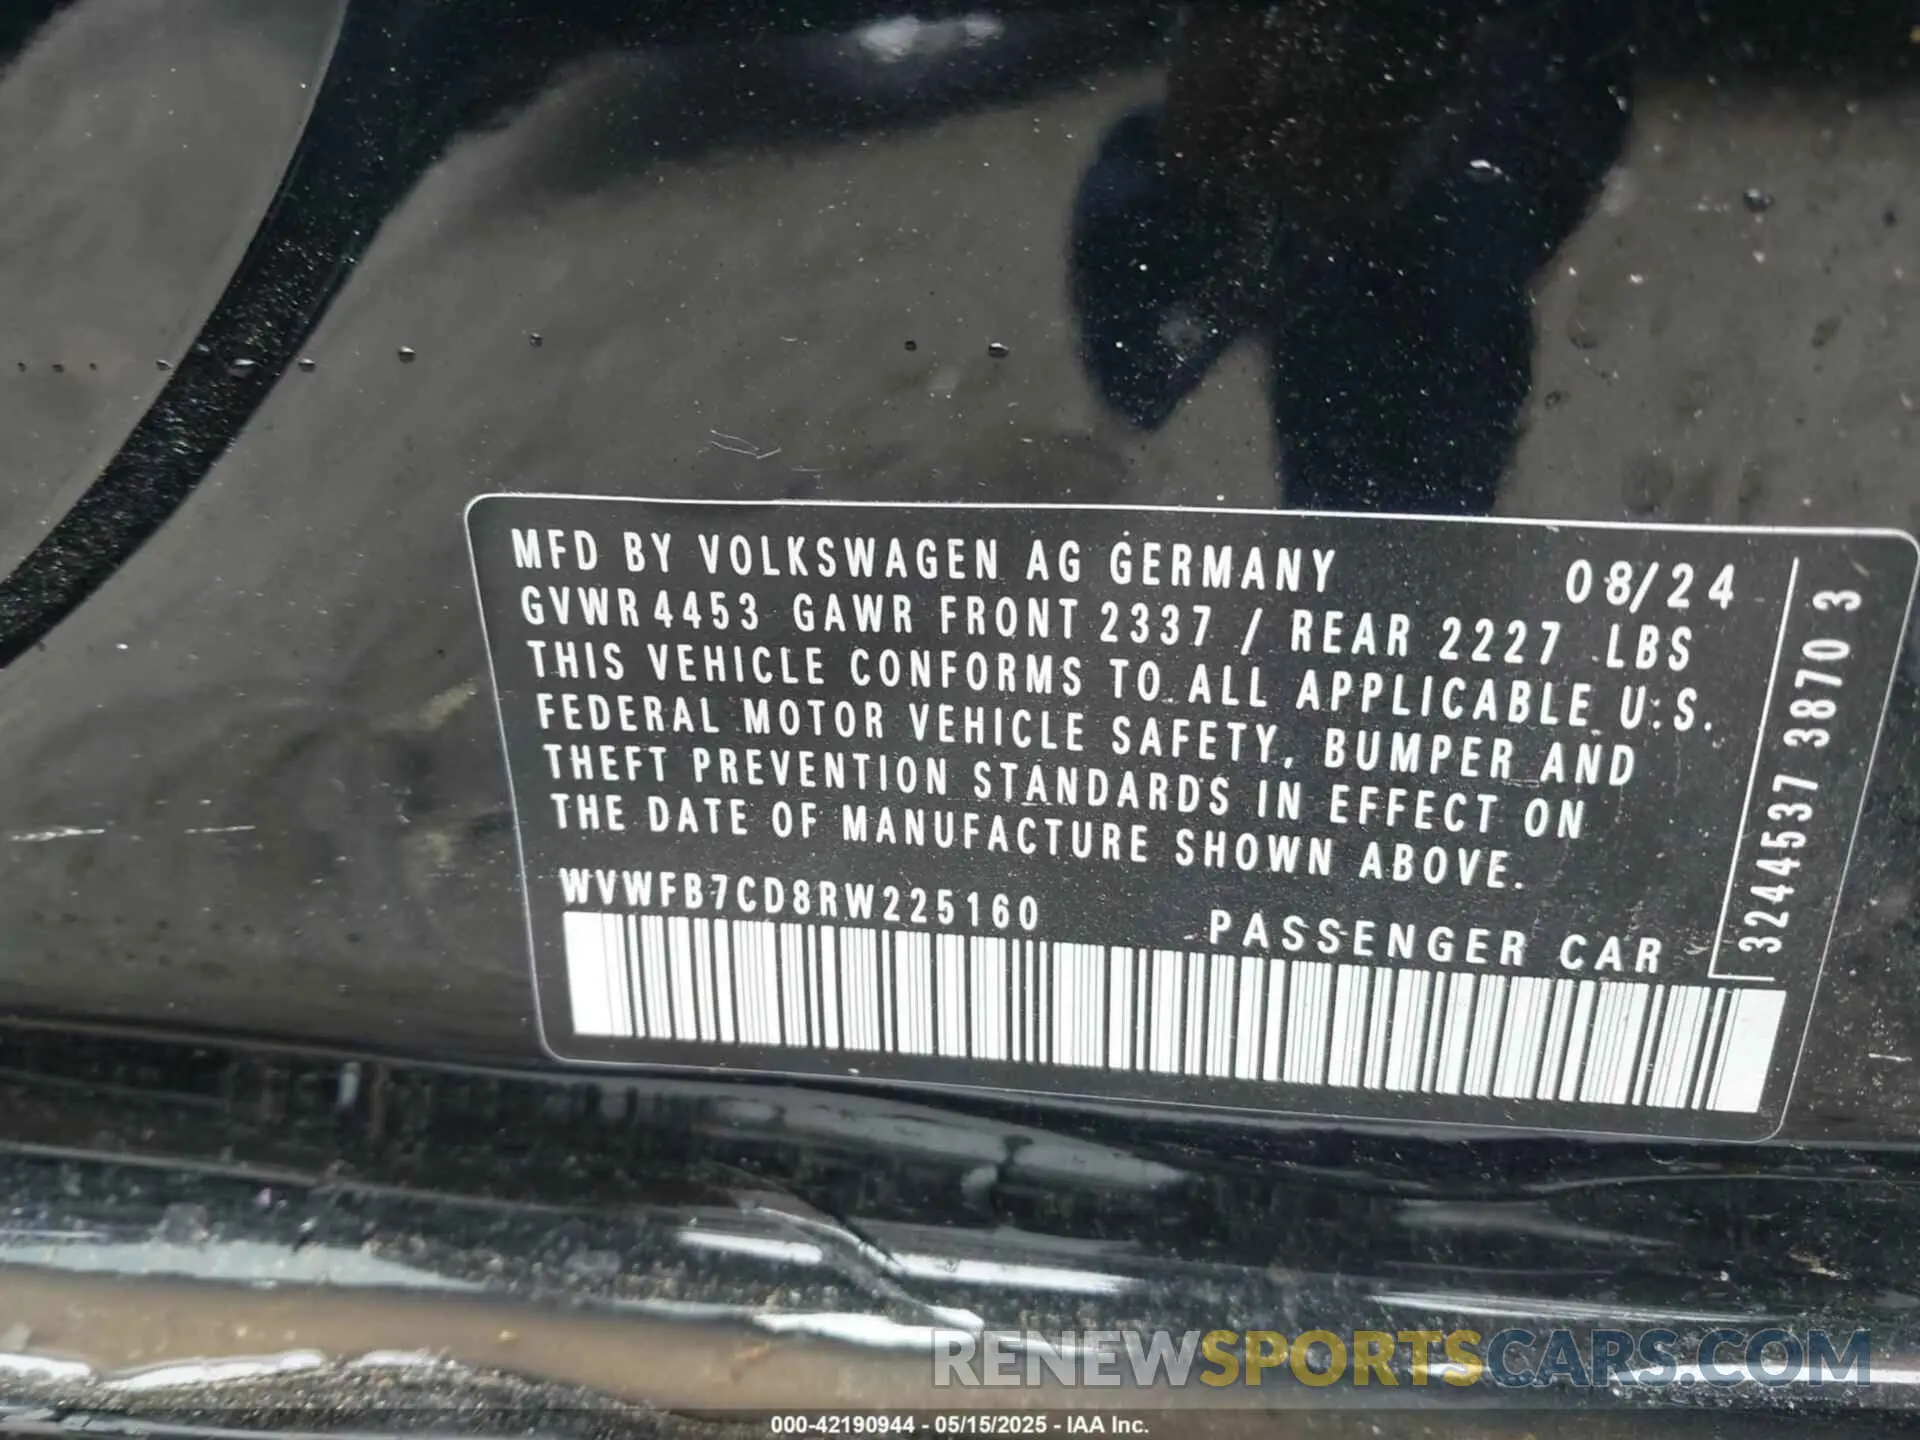 MFD BY VOLKSWAGEN AG GERMANY 08/24
GVWR 4453 GAWR FRONT 2337 / REAR 2227 LBS
THIS VEHICLE CONFORMS TO ALL APPLICABLE U.S.
FEDERAL MOTOR VEHICLE SAFETY, BUMPER AND
THEFT PREVENTION STANDARDS IN EFFECT ON
THE DATE OF MANUFACTURE SHOWN ABOVE.
WVWFB7CD8RW225160 PASSENGER CAR
3244537 3870 3
RENEWSPORTSCARS.COM
000-42190944 - 05/15/2025 - IAA Inc.